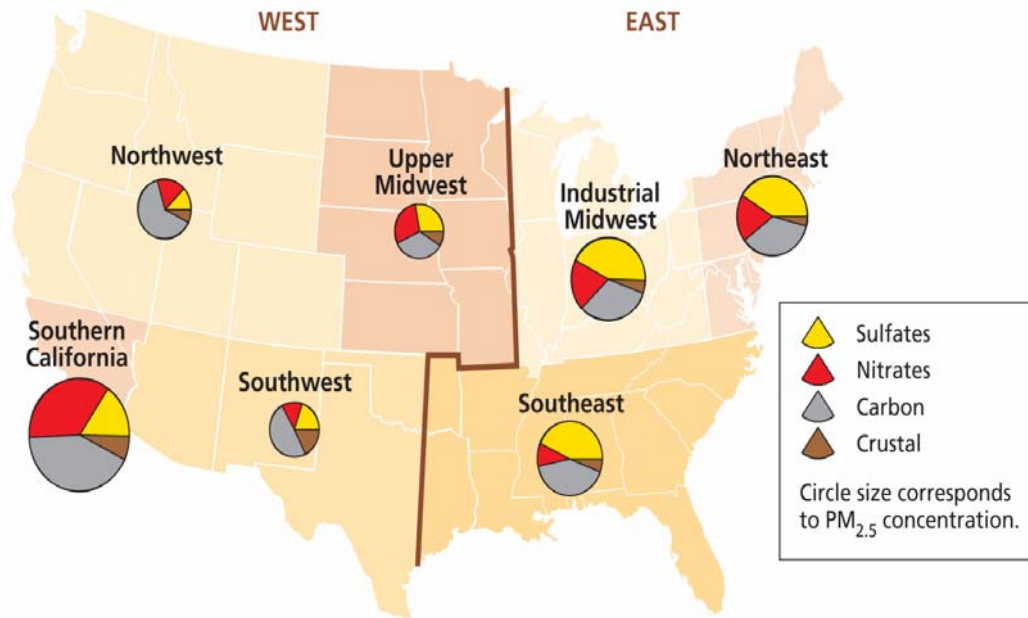 WEST
EAST
Northwest
Upper
Midwest
Industrial
Midwest
Northeast
Southern
California
Southwest
Southeast
Sulfates
Nitrates
Carbon
Crustal
Circle size corresponds
to PM2.5 concentration.